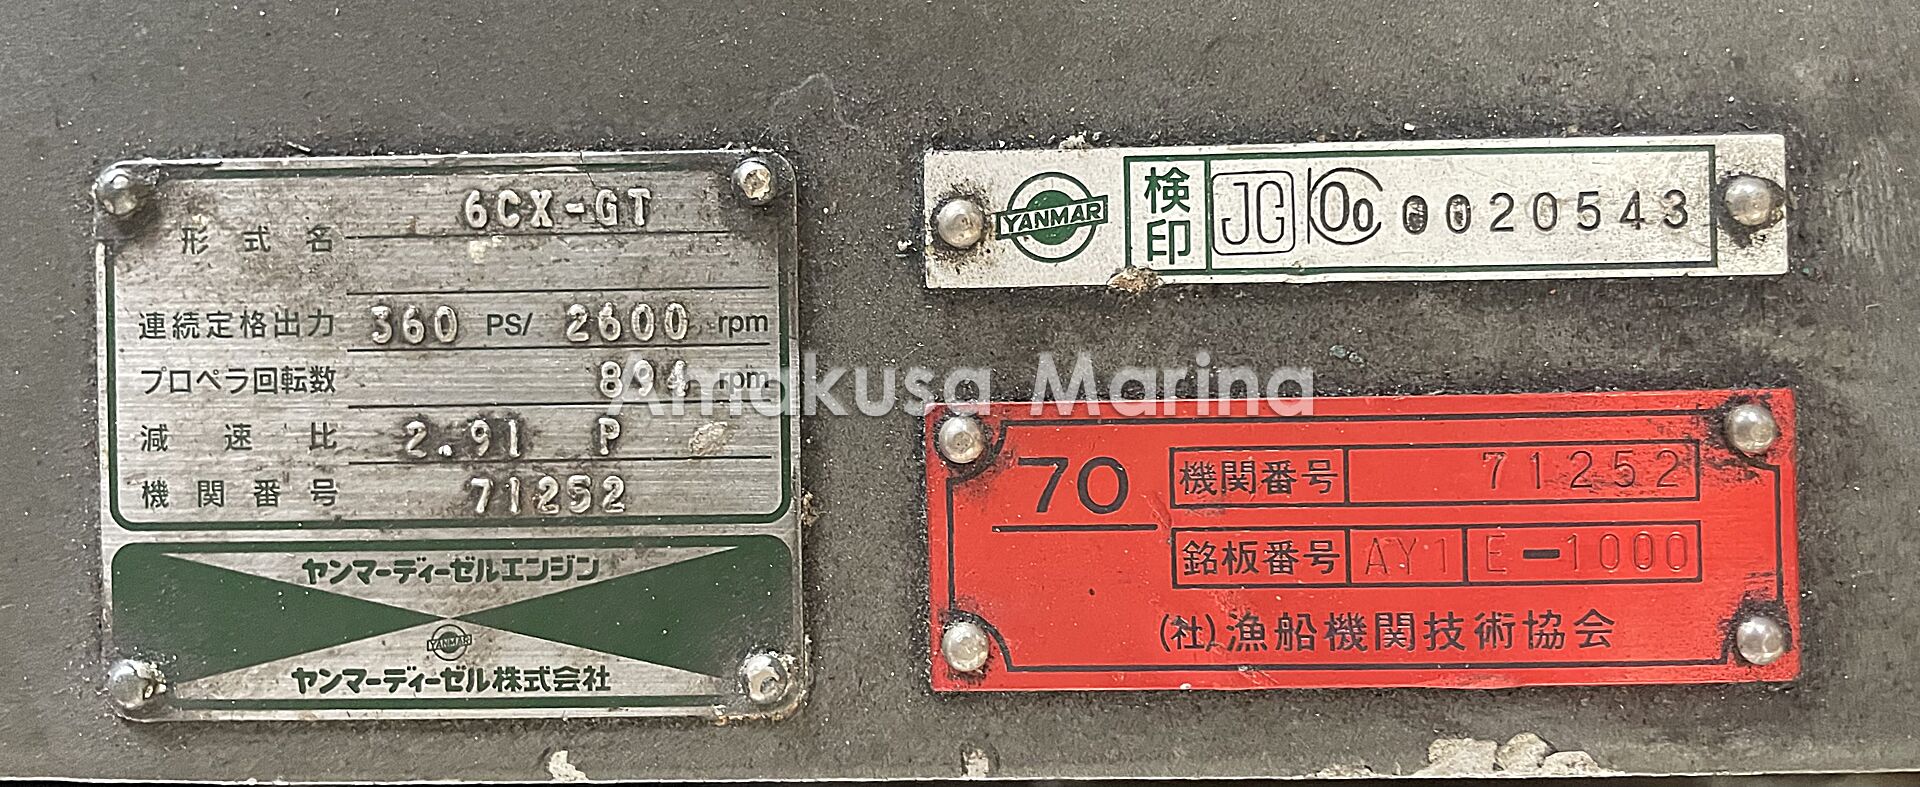 形式名 6CX-GT
連続定格出力 360 PS/ 2600 rpm
プロペラ回転数 894 rpm
減速比 2.91 P
機関番号 71252
ヤンマーディーゼルエンジン
YANMAR
ヤンマーディーゼル株式会社
YANMAR 検印 JC 0020543
Amakusa Marina
70 機関番号 71252
銘板番号 AY1 E-1000
(社)漁船機関技術協会